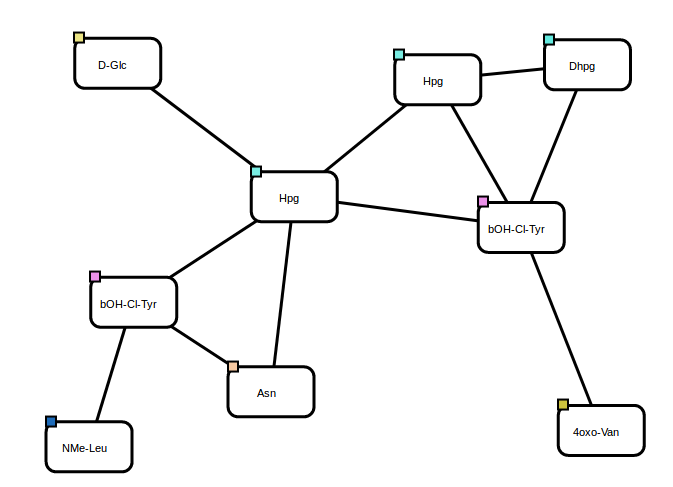 D-Glc
Hpg
Dhpg
Hpg
bOH-Cl-Tyr
bOH-Cl-Tyr
Asn
4oxo-Van
NMe-Leu